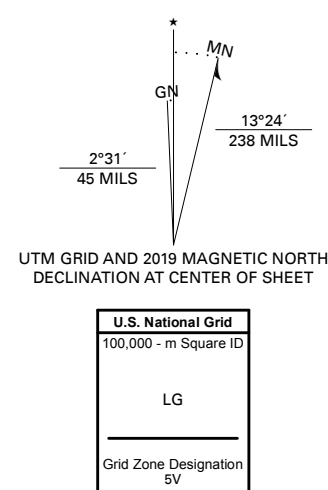 ★
MN
GN
13°24´
238 MILS
2°31´
45 MILS
UTM GRID AND 2019 MAGNETIC NORTH
DECLINATION AT CENTER OF SHEET
U.S. National Grid
100,000 - m Square ID
LG
Grid Zone Designation
5V